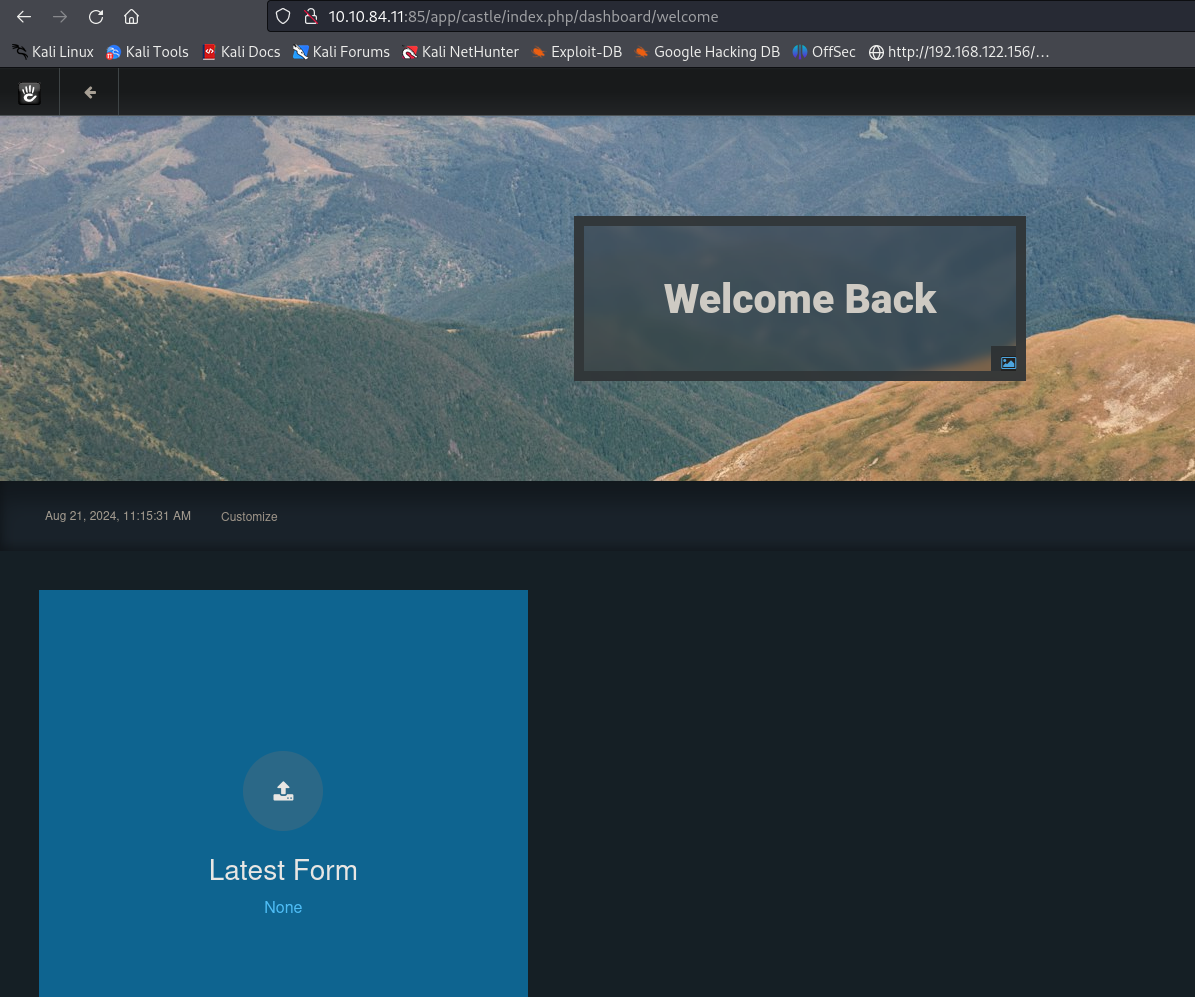 10.10.84.11:85/app/castle/index.php/dashboard/welcome
Kali Linux Kali Tools Kali Docs Kali Forums Kali NetHunter Exploit-DB Google Hacking DB OffSec http://192.168.122.156/...
Welcome Back
Aug 21, 2024, 11:15:31 AM Customize
Latest Form
None